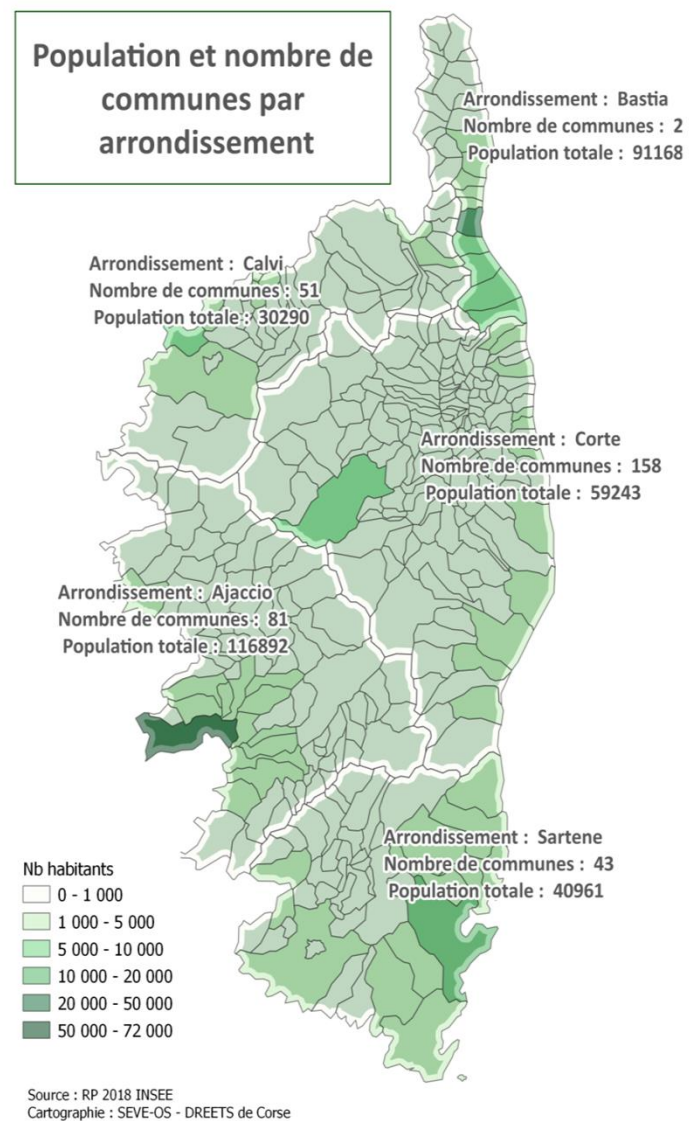 Population et nombre de
communes par
arrondissement
Arrondissement : Bastia
Nombre de communes : 2
Population totale : 91168
Arrondissement : Calvi
Nombre de communes : 51
Population totale : 30290
Arrondissement : Corte
Nombre de communes : 158
Population totale : 59243
Arrondissement : Ajaccio
Nombre de communes : 81
Population totale : 116892
Arrondissement : Sartene
Nombre de communes : 43
Population totale : 40961
Nb habitants
0 - 1 000
1 000 - 5 000
5 000 - 10 000
10 000 - 20 000
20 000 - 50 000
50 000 - 72 000
Source : RP 2018 INSEE
Cartographie : SEVE-OS - DREETS de Corse